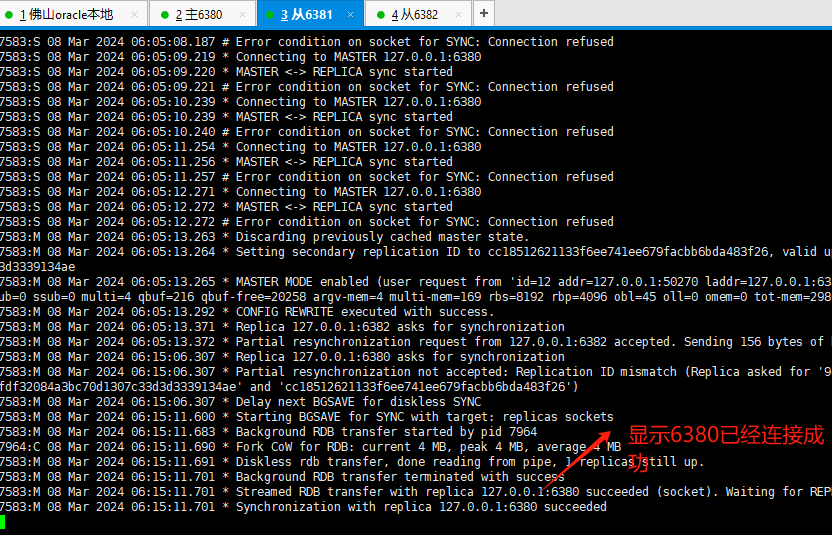 1 佛山oracle本地 × 2 主6380 × 3 从6381 × 4 从6382 × +
7583:S 08 Mar 2024 06:05:08.187 # Error condition on socket for SYNC: Connection refused
7583:S 08 Mar 2024 06:05:09.219 * Connecting to MASTER 127.0.0.1:6380
7583:S 08 Mar 2024 06:05:09.220 * MASTER <-> REPLICA sync started
7583:S 08 Mar 2024 06:05:09.221 # Error condition on socket for SYNC: Connection refused
7583:S 08 Mar 2024 06:05:10.239 * Connecting to MASTER 127.0.0.1:6380
7583:S 08 Mar 2024 06:05:10.239 * MASTER <-> REPLICA sync started
7583:S 08 Mar 2024 06:05:10.240 # Error condition on socket for SYNC: Connection refused
7583:S 08 Mar 2024 06:05:11.254 * Connecting to MASTER 127.0.0.1:6380
7583:S 08 Mar 2024 06:05:11.256 * MASTER <-> REPLICA sync started
7583:S 08 Mar 2024 06:05:11.257 # Error condition on socket for SYNC: Connection refused
7583:S 08 Mar 2024 06:05:12.271 * Connecting to MASTER 127.0.0.1:6380
7583:S 08 Mar 2024 06:05:12.272 * MASTER <-> REPLICA sync started
7583:S 08 Mar 2024 06:05:12.272 # Error condition on socket for SYNC: Connection refused
7583:M 08 Mar 2024 06:05:13.263 * Discarding previously cached master state.
7583:M 08 Mar 2024 06:05:13.264 * Setting secondary replication ID to cc18512621133f6ee741ee679facbb6bda483f26, valid up
3d3339134ae
7583:M 08 Mar 2024 06:05:13.265 * MASTER MODE enabled (user request from 'id=12 addr=127.0.0.1:50270 laddr=127.0.0.1:63
ub=0 ssub=0 multi=4 qbuf=216 qbuf-free=20258 argv-mem=4 multi-mem=169 rbs=8192 rbp=4096 obl=45 oll=0 omem=0 tot-mem=298
7583:M 08 Mar 2024 06:05:13.292 * CONFIG REWRITE executed with success.
7583:M 08 Mar 2024 06:05:13.371 * Replica 127.0.0.1:6382 asks for synchronization
7583:M 08 Mar 2024 06:05:13.372 * Partial resynchronization request from 127.0.0.1:6382 accepted. Sending 156 bytes of
7583:M 08 Mar 2024 06:15:06.307 * Replica 127.0.0.1:6380 asks for synchronization
7583:M 08 Mar 2024 06:15:06.307 * Partial resynchronization not accepted: Replication ID mismatch (Replica asked for '9
fdf32084a3bc70d1307c33d3d3339134ae' and 'cc18512621133f6ee741ee679facbb6bda483f26')
7583:M 08 Mar 2024 06:15:06.307 * Delay next BGSAVE for diskless SYNC
7583:M 08 Mar 2024 06:15:11.600 * Starting BGSAVE for SYNC with target: replicas sockets
7583:M 08 Mar 2024 06:15:11.683 * Background RDB transfer started by pid 7964
7964:C 08 Mar 2024 06:15:11.690 * Fork CoW for RDB: current 4 MB, peak 4 MB, average 4 MB
7583:M 08 Mar 2024 06:15:11.691 * Diskless rdb transfer, done reading from pipe, 1 replicas still up.
7583:M 08 Mar 2024 06:15:11.701 * Background RDB transfer terminated with success
7583:M 08 Mar 2024 06:15:11.701 * Streamed RDB transfer with replica 127.0.0.1:6380 succeeded (socket). Waiting for REP
7583:M 08 Mar 2024 06:15:11.701 * Synchronization with replica 127.0.0.1:6380 succeeded
显示6380已经连接成
功